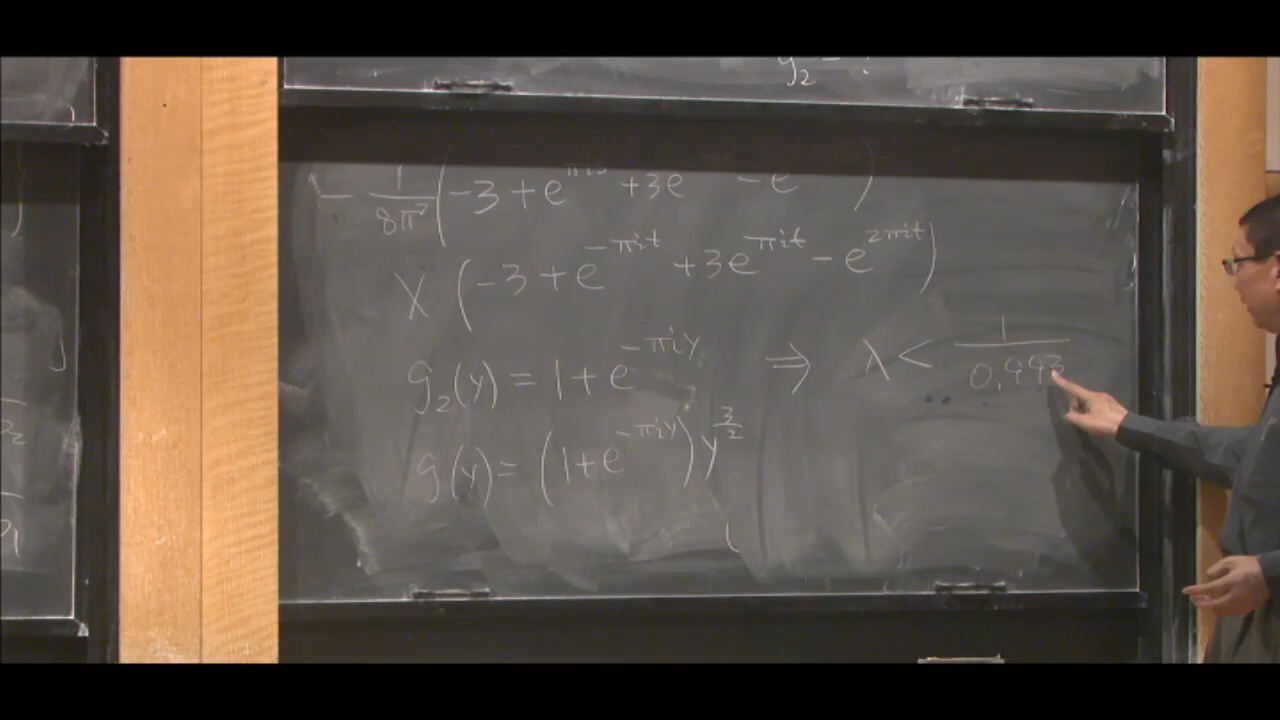 - 1/8π² (-3 + e +3e - e )
X (-3 + e^{-πit} + 3e^{πit} - e^{2πit})
g₂(y) = 1 + e^{-πiy} ⇒ λ < 1/0.993
g(y) = (1 + e^{-πiy}) y^{3/2}